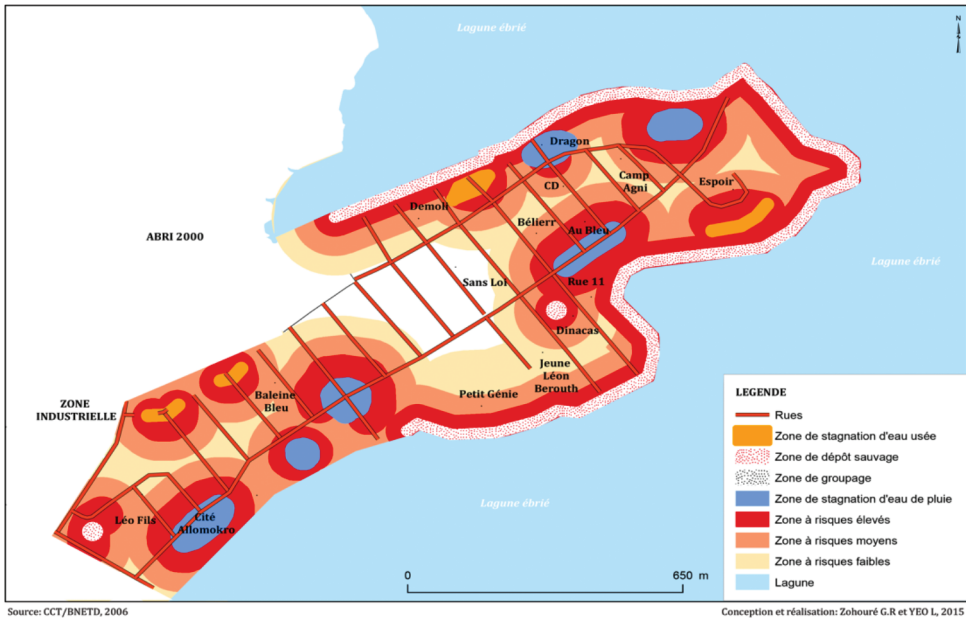 Lagune ébrié
N
Dragon
CD
Camp
Agni
Espoir
Demoli
Bélierr
Au Bleu
ABRI 2000
Lagune ébrié
Sans Loi
Rue 11
Dinacas
Jeune
Léon
Berouth
Petit Génie
Baleine
Bleu
ZONE
INDUSTRIELLE
Léo Fils
Cité
Allomokro
Lagune ébrié
0 650 m
LEGENDE
Rues
Zone de stagnation d'eau usée
Zone de dépôt sauvage
Zone de groupage
Zone de stagnation d'eau de pluie
Zone à risques élevés
Zone à risques moyens
Zone à risques faibles
Lagune
Source: CCT/BNETD, 2006
Conception et réalisation: Zohouré G.R et YEO L, 2015